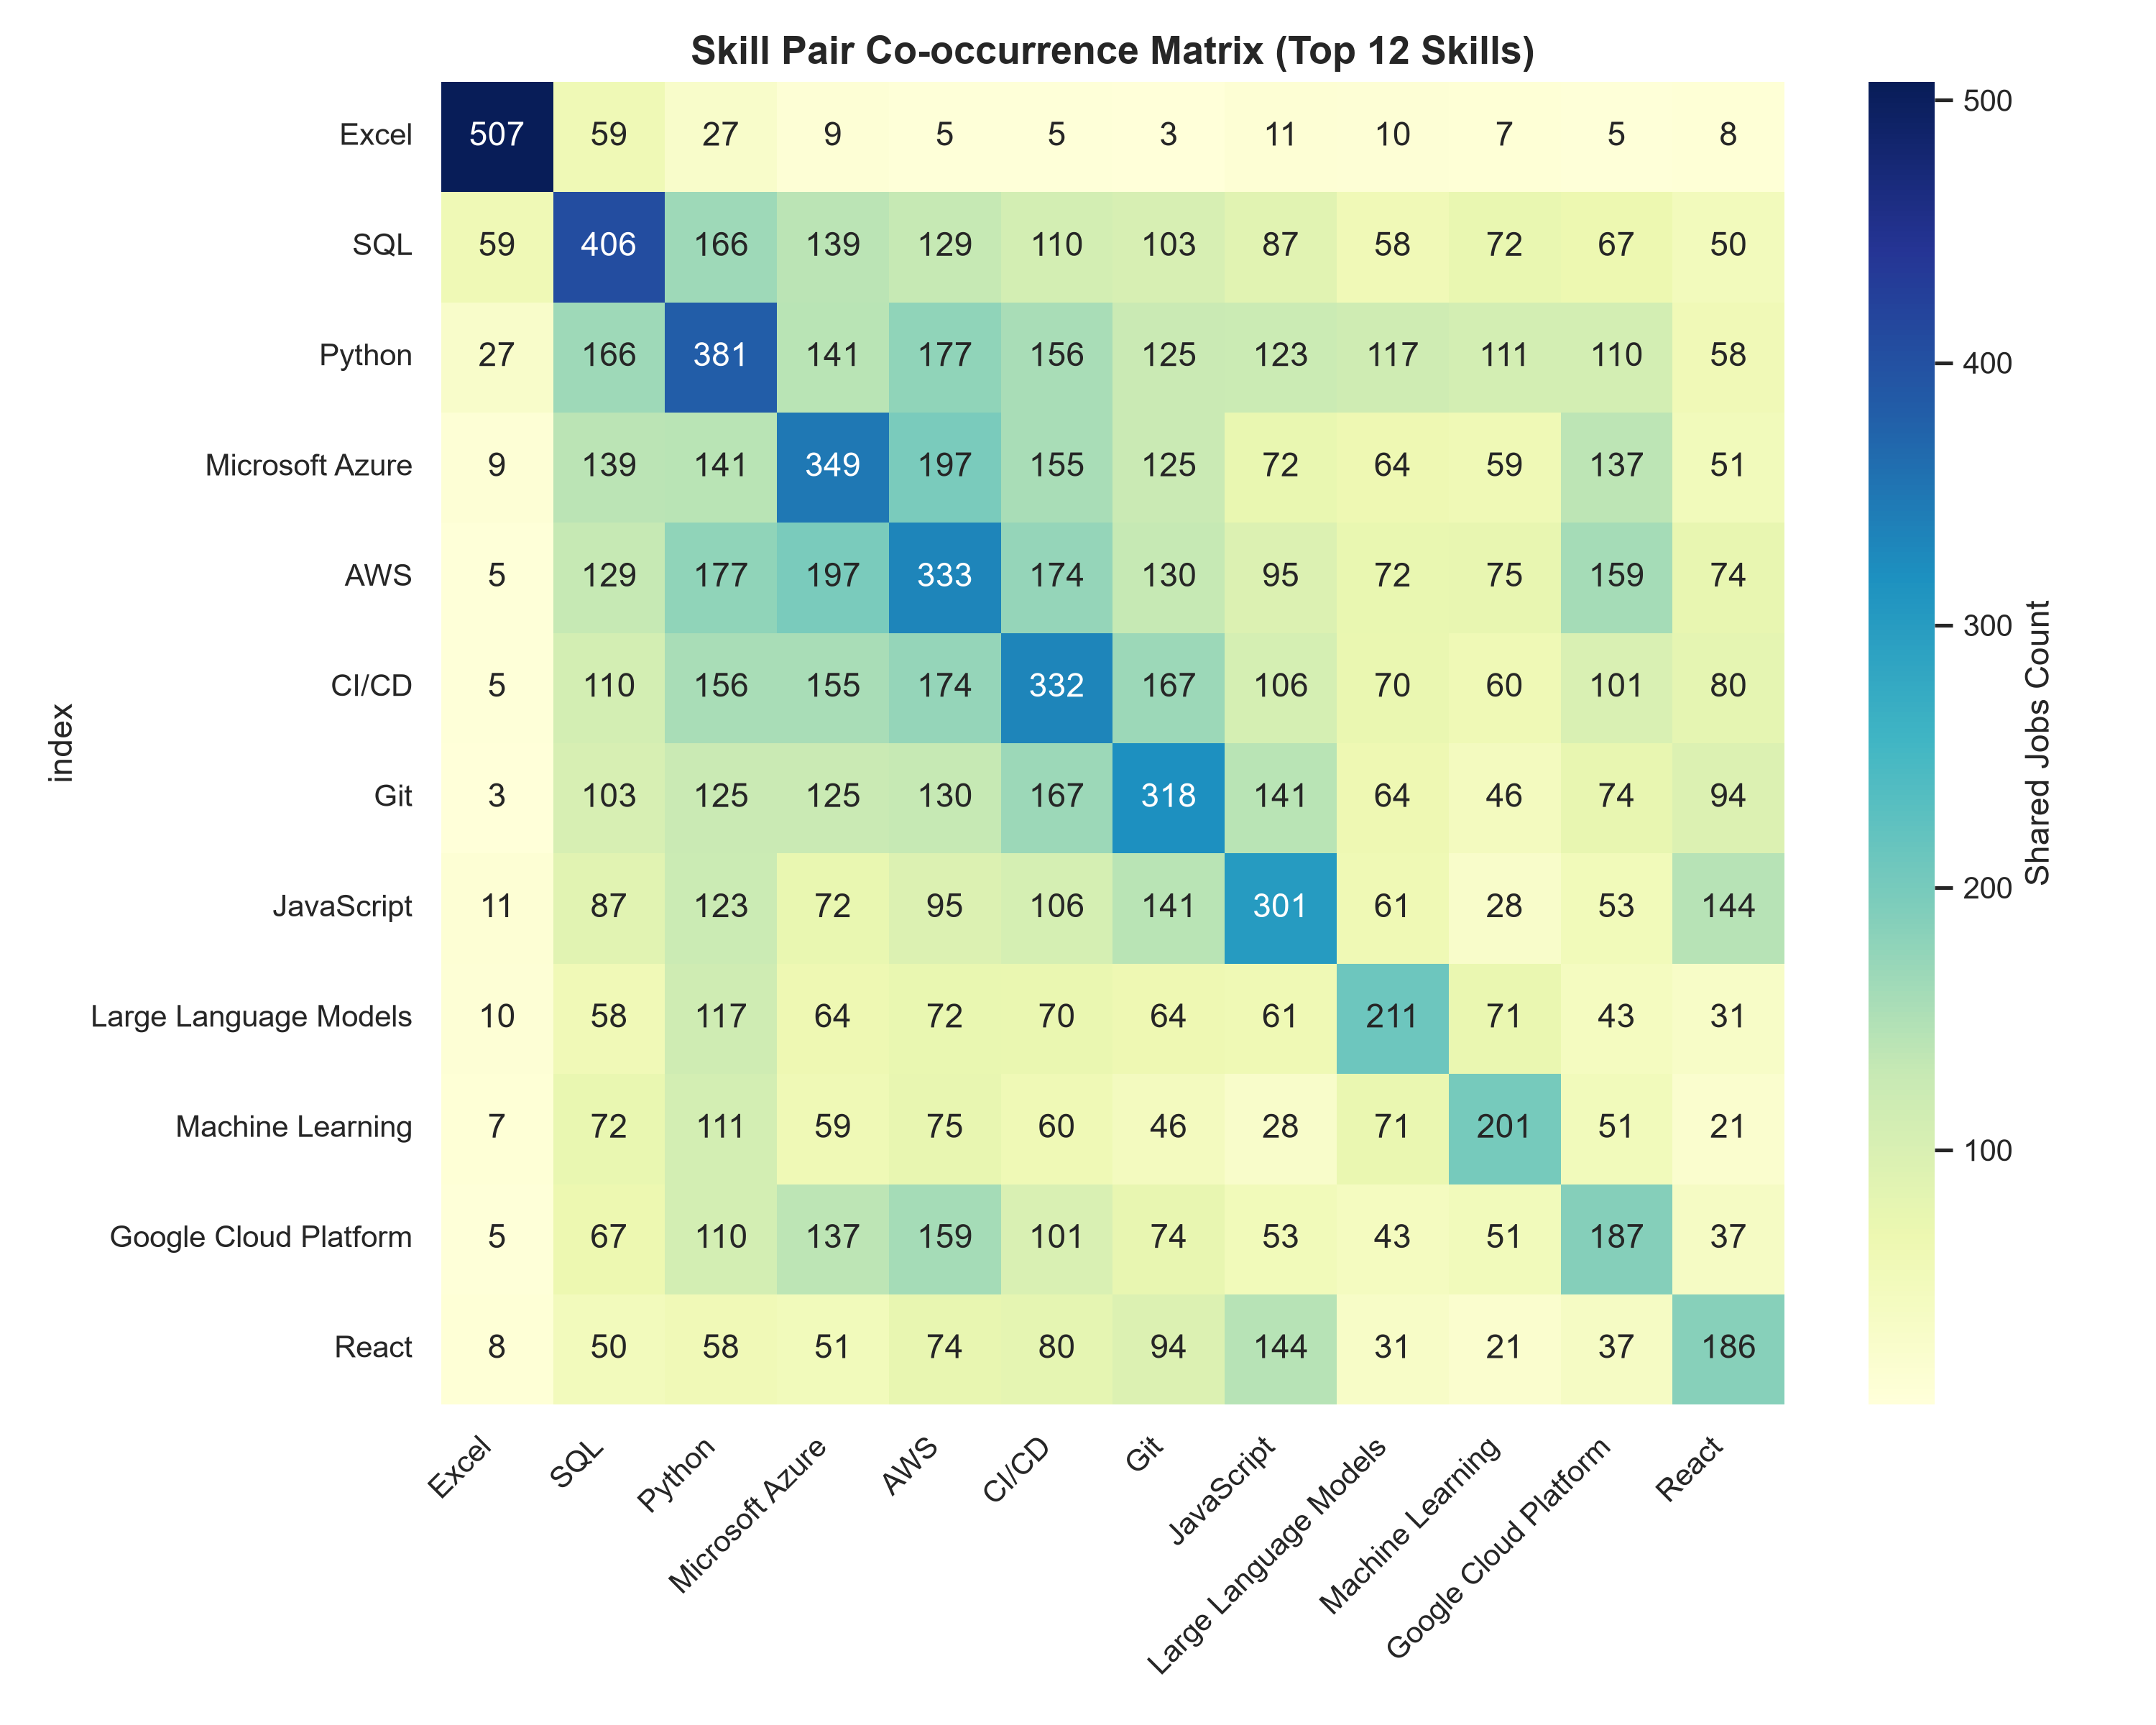 Skill Pair Co-occurrence Matrix (Top 12 Skills)
Excel 507 59 27 9 5 5 3 11 10 7 5 8
SQL 59 406 166 139 129 110 103 87 58 72 67 50
Python 27 166 381 141 177 156 125 123 117 111 110 58
Microsoft Azure 9 139 141 349 197 155 125 72 64 59 137 51
AWS 5 129 177 197 333 174 130 95 72 75 159 74
CI/CD 5 110 156 155 174 332 167 106 70 60 101 80
Git 3 103 125 125 130 167 318 141 64 46 74 94
JavaScript 11 87 123 72 95 106 141 301 61 28 53 144
Large Language Models 10 58 117 64 72 70 64 61 211 71 43 31
Machine Learning 7 72 111 59 75 60 46 28 71 201 51 21
Google Cloud Platform 5 67 110 137 159 101 74 53 43 51 187 37
React 8 50 58 51 74 80 94 144 31 21 37 186
index
Excel
SQL
Python
Microsoft Azure
AWS
CI/CD
Git
JavaScript
Large Language Models
Machine Learning
Google Cloud Platform
React
500
400
300
200
100
Shared Jobs Count